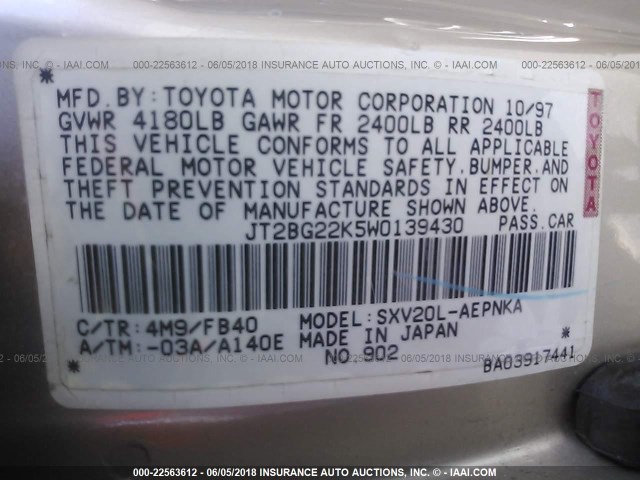 000-22563612 - 06/05/2018 INSURANCE AUTO AUCTIONS - IAAI.COM
*
MFD. BY: TOYOTA MOTOR CORPORATION 10/97
GVWR 4180LB GAWR FR 2400LB RR 2400LB
THIS VEHICLE CONFORMS TO ALL APPLICABLE
FEDERAL MOTOR VEHICLE SAFETY. BUMPER. AND
THEFT PREVENTION STANDARDS IN EFFECT ON
THE DATE OF MANUFACTURE SHOWN ABOVE.
JT2BG22K5W0139430 PASS. CAR
TOYOTA
C/TR: 4M9/FB40 MODEL: SXV20L-AEPNKA
A/TM: -03A/A140E MADE IN JAPAN
NO 902
*
BA03917441
000-22563612 - 06/05/2018 INSURANCE AUTO AUCTIONS - IAAI.COM
000-22563612 - 06/05/2018 INSURANCE AUTO AUCTIONS - IAAI.COM